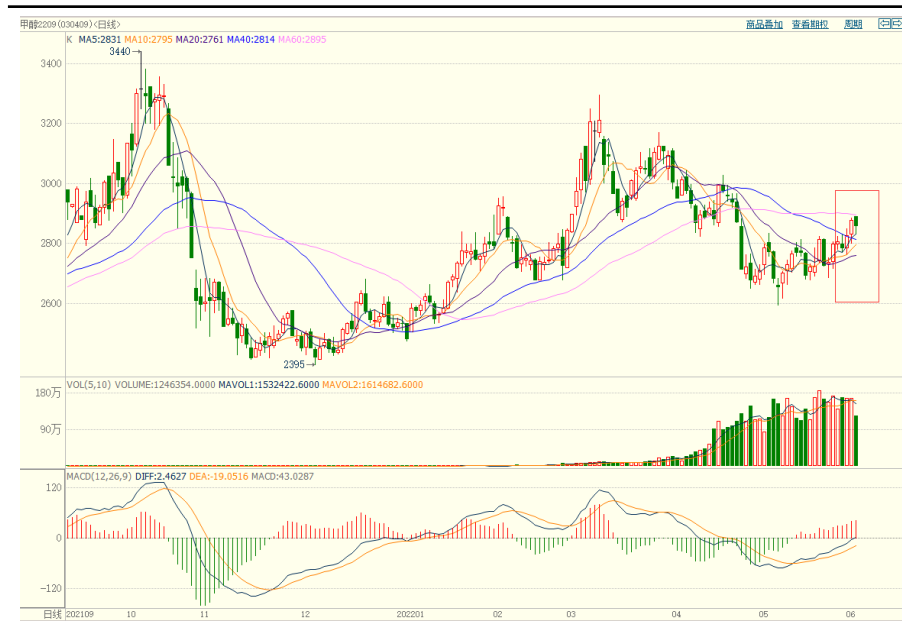 甲醇2209(030409)<日线> 商品叠加 查看期权 周期
K MA5:2831 MA10:2795 MA20:2761 MA40:2814 MA60:2895
3440→
3400
3200
3000
2800
2600
2395→
VOL(5,10) VOLUME:1246354.0000 MAVOL1:1532422.6000 MAVOL2:1614682.6000
180万
90万
MACD(12,26,9) DIFF:2.4627 DEA:-19.0516 MACD:43.0287
120
0
-120
日线 202109 10 11 12 202201 02 03 04 05 06